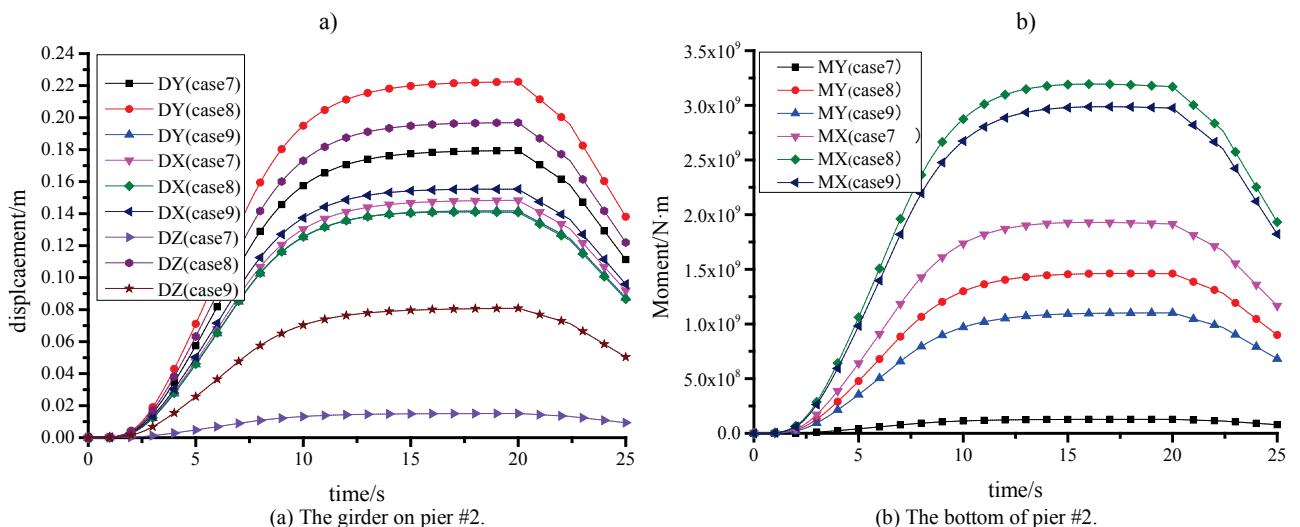 a)
b)
0.24
0.22
0.20
0.18
0.16
0.14
0.12
0.10
0.08
0.06
0.04
0.02
0.00
displcaement/m
DY(case7)
DY(case8)
DY(case9)
DX(case7)
DX(case8)
DX(case9)
DZ(case7)
DZ(case8)
DZ(case9)
0 5 10 15 20 25
time/s
(a) The girder on pier #2.
3.5x10⁹
3.0x10⁹
2.5x10⁹
2.0x10⁹
1.5x10⁹
1.0x10⁹
5.0x10⁸
0.0
Moment/N·m
MY(case7)
MY(case8)
MY(case9)
MX(case7 )
MX(case8)
MX(case9)
0 5 10 15 20 25
time/s
(b) The bottom of pier #2.